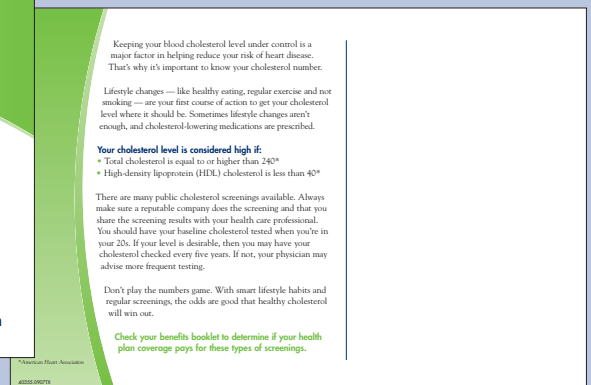 Keeping your blood cholesterol level under control is a
major factor in helping reduce your risk of heart disease.
That's why it's important to know your cholesterol number.
Lifestyle changes — like healthy eating, regular exercise and not
smoking — are your first course of action to get your cholesterol
level where it should be. Sometimes lifestyle changes aren't
enough, and cholesterol-lowering medications are prescribed.
Your cholesterol level is considered high if:
• Total cholesterol is equal to or higher than 240*
• High-density lipoprotein (HDL) cholesterol is less than 40*
There are many public cholesterol screenings available. Always
make sure a reputable company does the screening and that you
share the screening results with your health care professional.
You should have your baseline cholesterol tested when you're in
your 20s. If your level is desirable, then you may have your
cholesterol checked every five years. If not, your physician may
advise more frequent testing.
Don't play the numbers game. With smart lifestyle habits and
regular screenings, the odds are good that healthy cholesterol
will win out.
Check your benefits booklet to determine if your health
plan coverage pays for these types of screenings.
*American Heart Association